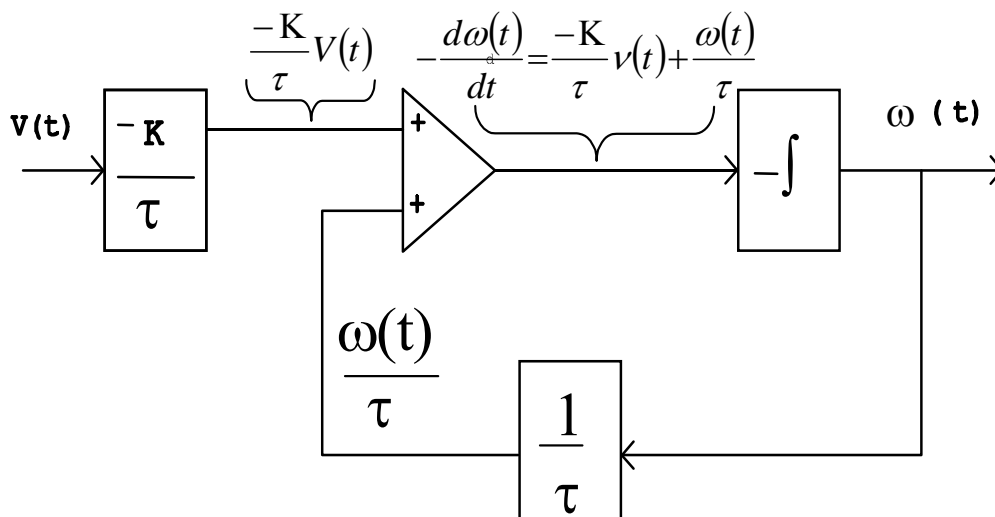 -K/τ V(t)
-dω(t)/dt = -K/τ ν(t) + ω(t)/τ
d
V(t)
-K/τ
+
+
-∫
ω (t)
ω(t)/τ
1/τ